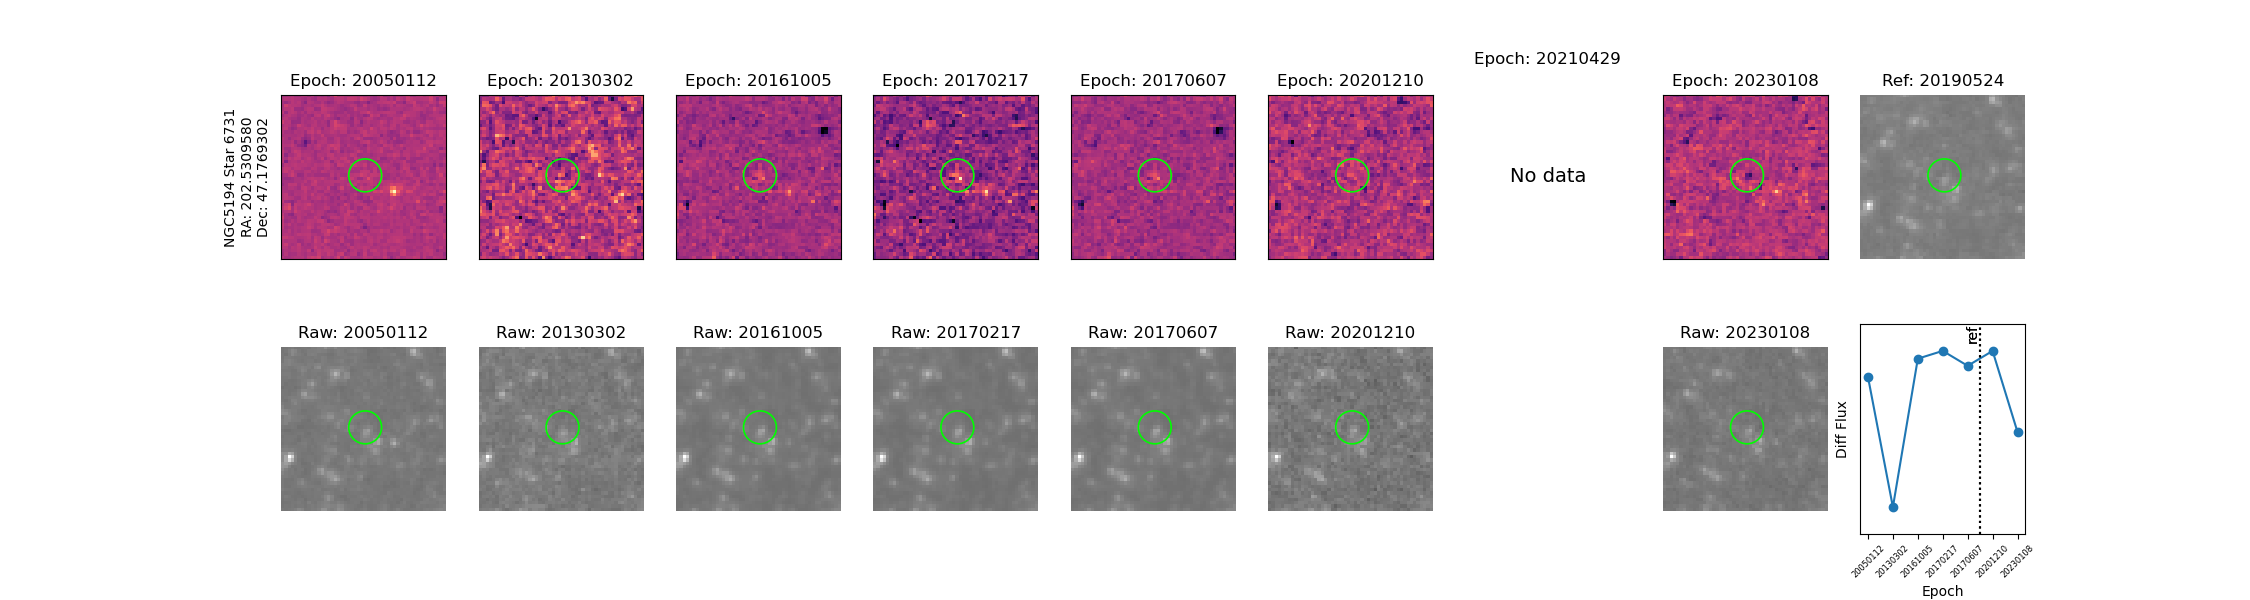 Epoch: 20210429
Epoch: 20050112
Epoch: 20130302
Epoch: 20161005
Epoch: 20170217
Epoch: 20170607
Epoch: 20201210
Epoch: 20230108
Ref: 20190524
NGC5194 Star 6731
RA: 202.5309580
Dec: 47.1769302
No data
Raw: 20050112
Raw: 20130302
Raw: 20161005
Raw: 20170217
Raw: 20170607
Raw: 20201210
Raw: 20230108
ref
Diff Flux
20050112
20130302
20161005
20170217
20170607
20201210
20230108
Epoch